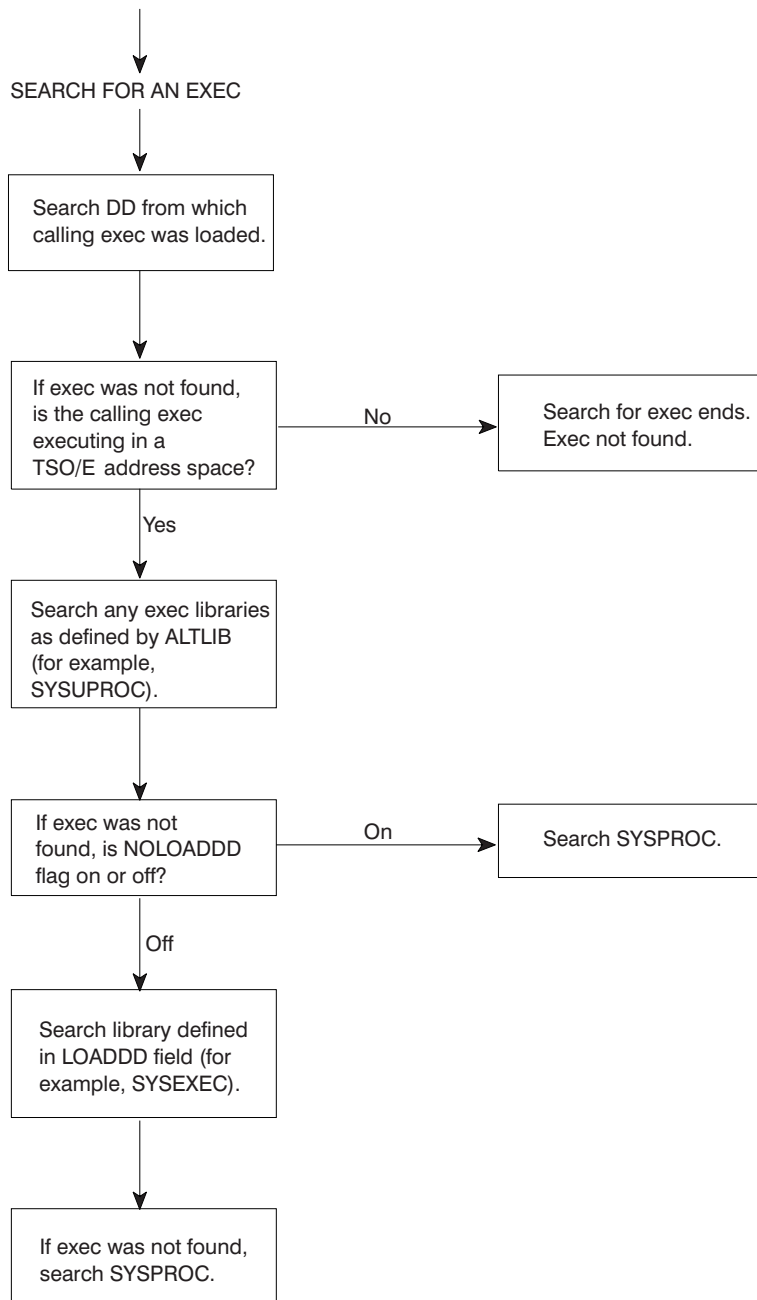 SEARCH FOR AN EXEC
Search DD from which
calling exec was loaded.
If exec was not found,
is the calling exec
executing in a
TSO/E address space?
No
Search for exec ends.
Exec not found.
Yes
Search any exec libraries
as defined by ALTLIB
(for example,
SYSUPROC).
If exec was not
found, is NOLOADDD
flag on or off?
On
Search SYSPROC.
Off
Search library defined
in LOADDD field (for
example, SYSEXEC).
If exec was not found,
search SYSPROC.